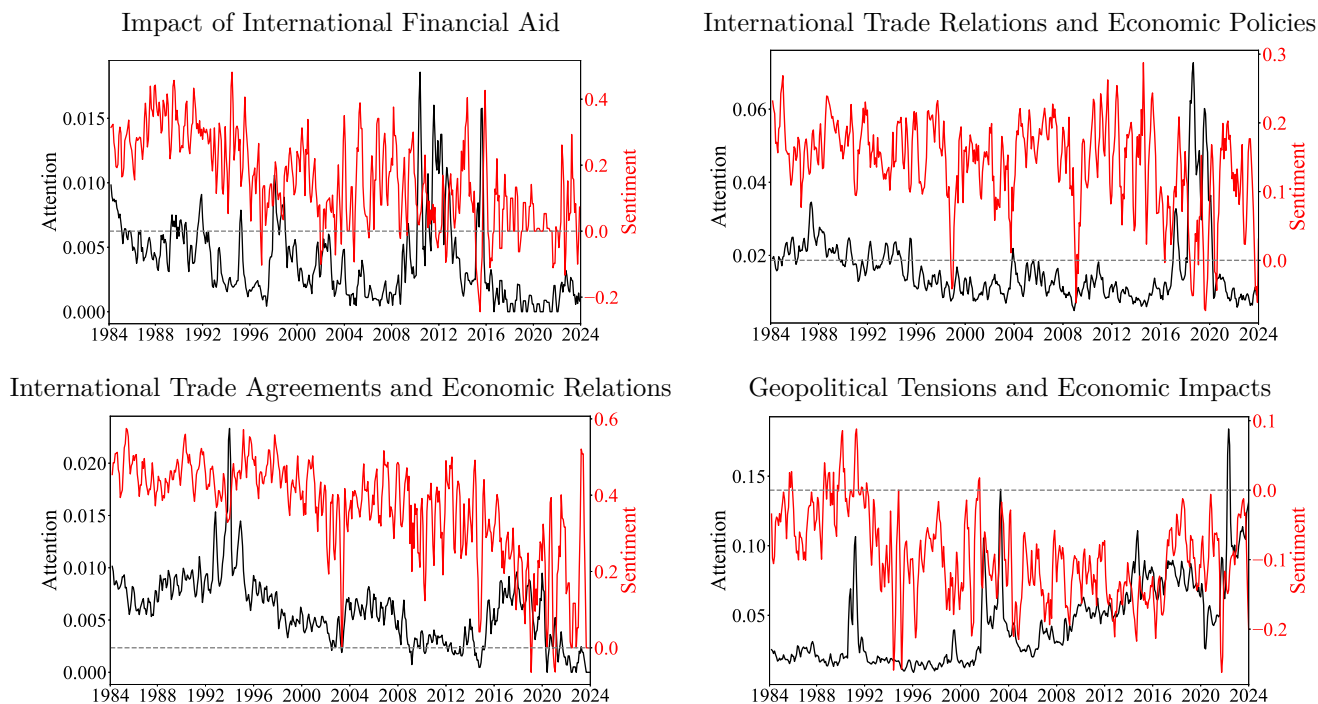 Impact of International Financial Aid
0.015
0.010
0.005
0.000
Attention
0.4
0.2
0.0
−0.2
Sentiment
1984 1988 1992 1996 2000 2004 2008 2012 2016 2020 2024
International Trade Relations and Economic Policies
0.06
0.04
0.02
Attention
0.3
0.2
0.1
0.0
Sentiment
1984 1988 1992 1996 2000 2004 2008 2012 2016 2020 2024
International Trade Agreements and Economic Relations
0.020
0.015
0.010
0.005
0.000
Attention
0.6
0.4
0.2
0.0
Sentiment
1984 1988 1992 1996 2000 2004 2008 2012 2016 2020 2024
Geopolitical Tensions and Economic Impacts
0.15
0.10
0.05
Attention
0.1
0.0
−0.1
−0.2
Sentiment
1984 1988 1992 1996 2000 2004 2008 2012 2016 2020 2024